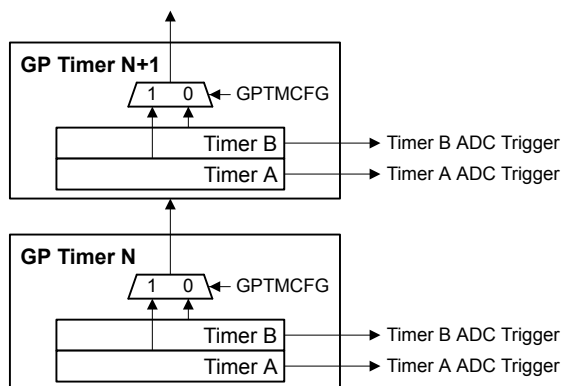 GP Timer N+1
1 0 GPTMCFG
Timer B Timer B ADC Trigger
Timer A Timer A ADC Trigger
GP Timer N
1 0 GPTMCFG
Timer B Timer B ADC Trigger
Timer A Timer A ADC Trigger